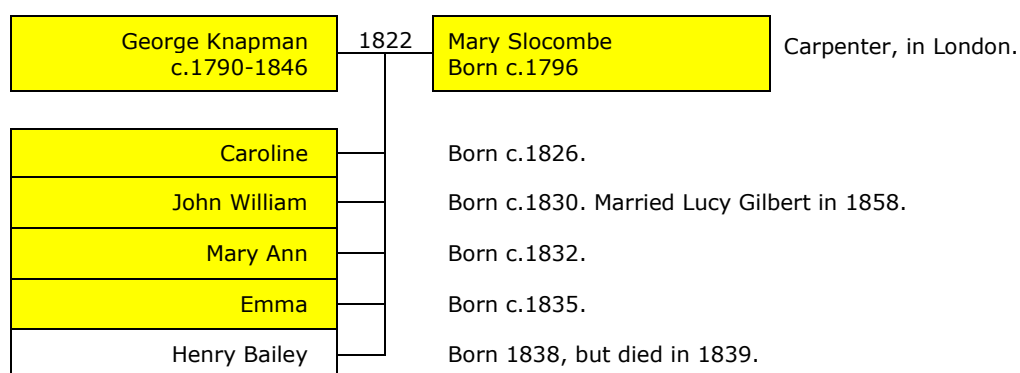 George Knapman 1822 Mary Slocombe Carpenter, in London.
c.1790-1846 Born c.1796
Caroline Born c.1826.
John William Born c.1830. Married Lucy Gilbert in 1858.
Mary Ann Born c.1832.
Emma Born c.1835.
Henry Bailey Born 1838, but died in 1839.